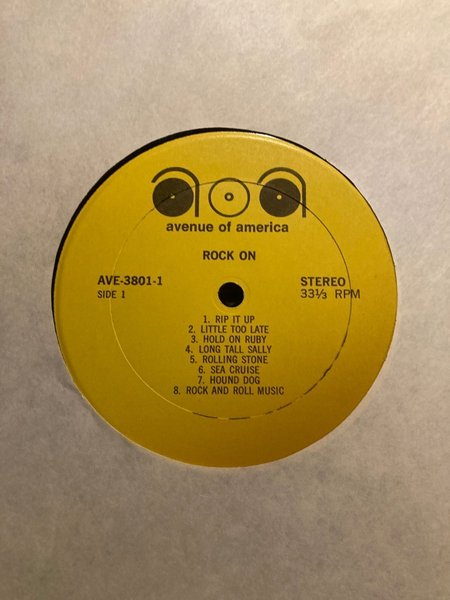 aoa
avenue of america
ROCK ON
AVE-3801-1
SIDE 1
STEREO
33⅓ RPM
1. RIP IT UP
2. LITTLE TOO LATE
3. HOLD ON RUBY
4. LONG TALL SALLY
5. ROLLING STONE
6. SEA CRUISE
7. HOUND DOG
8. ROCK AND ROLL MUSIC